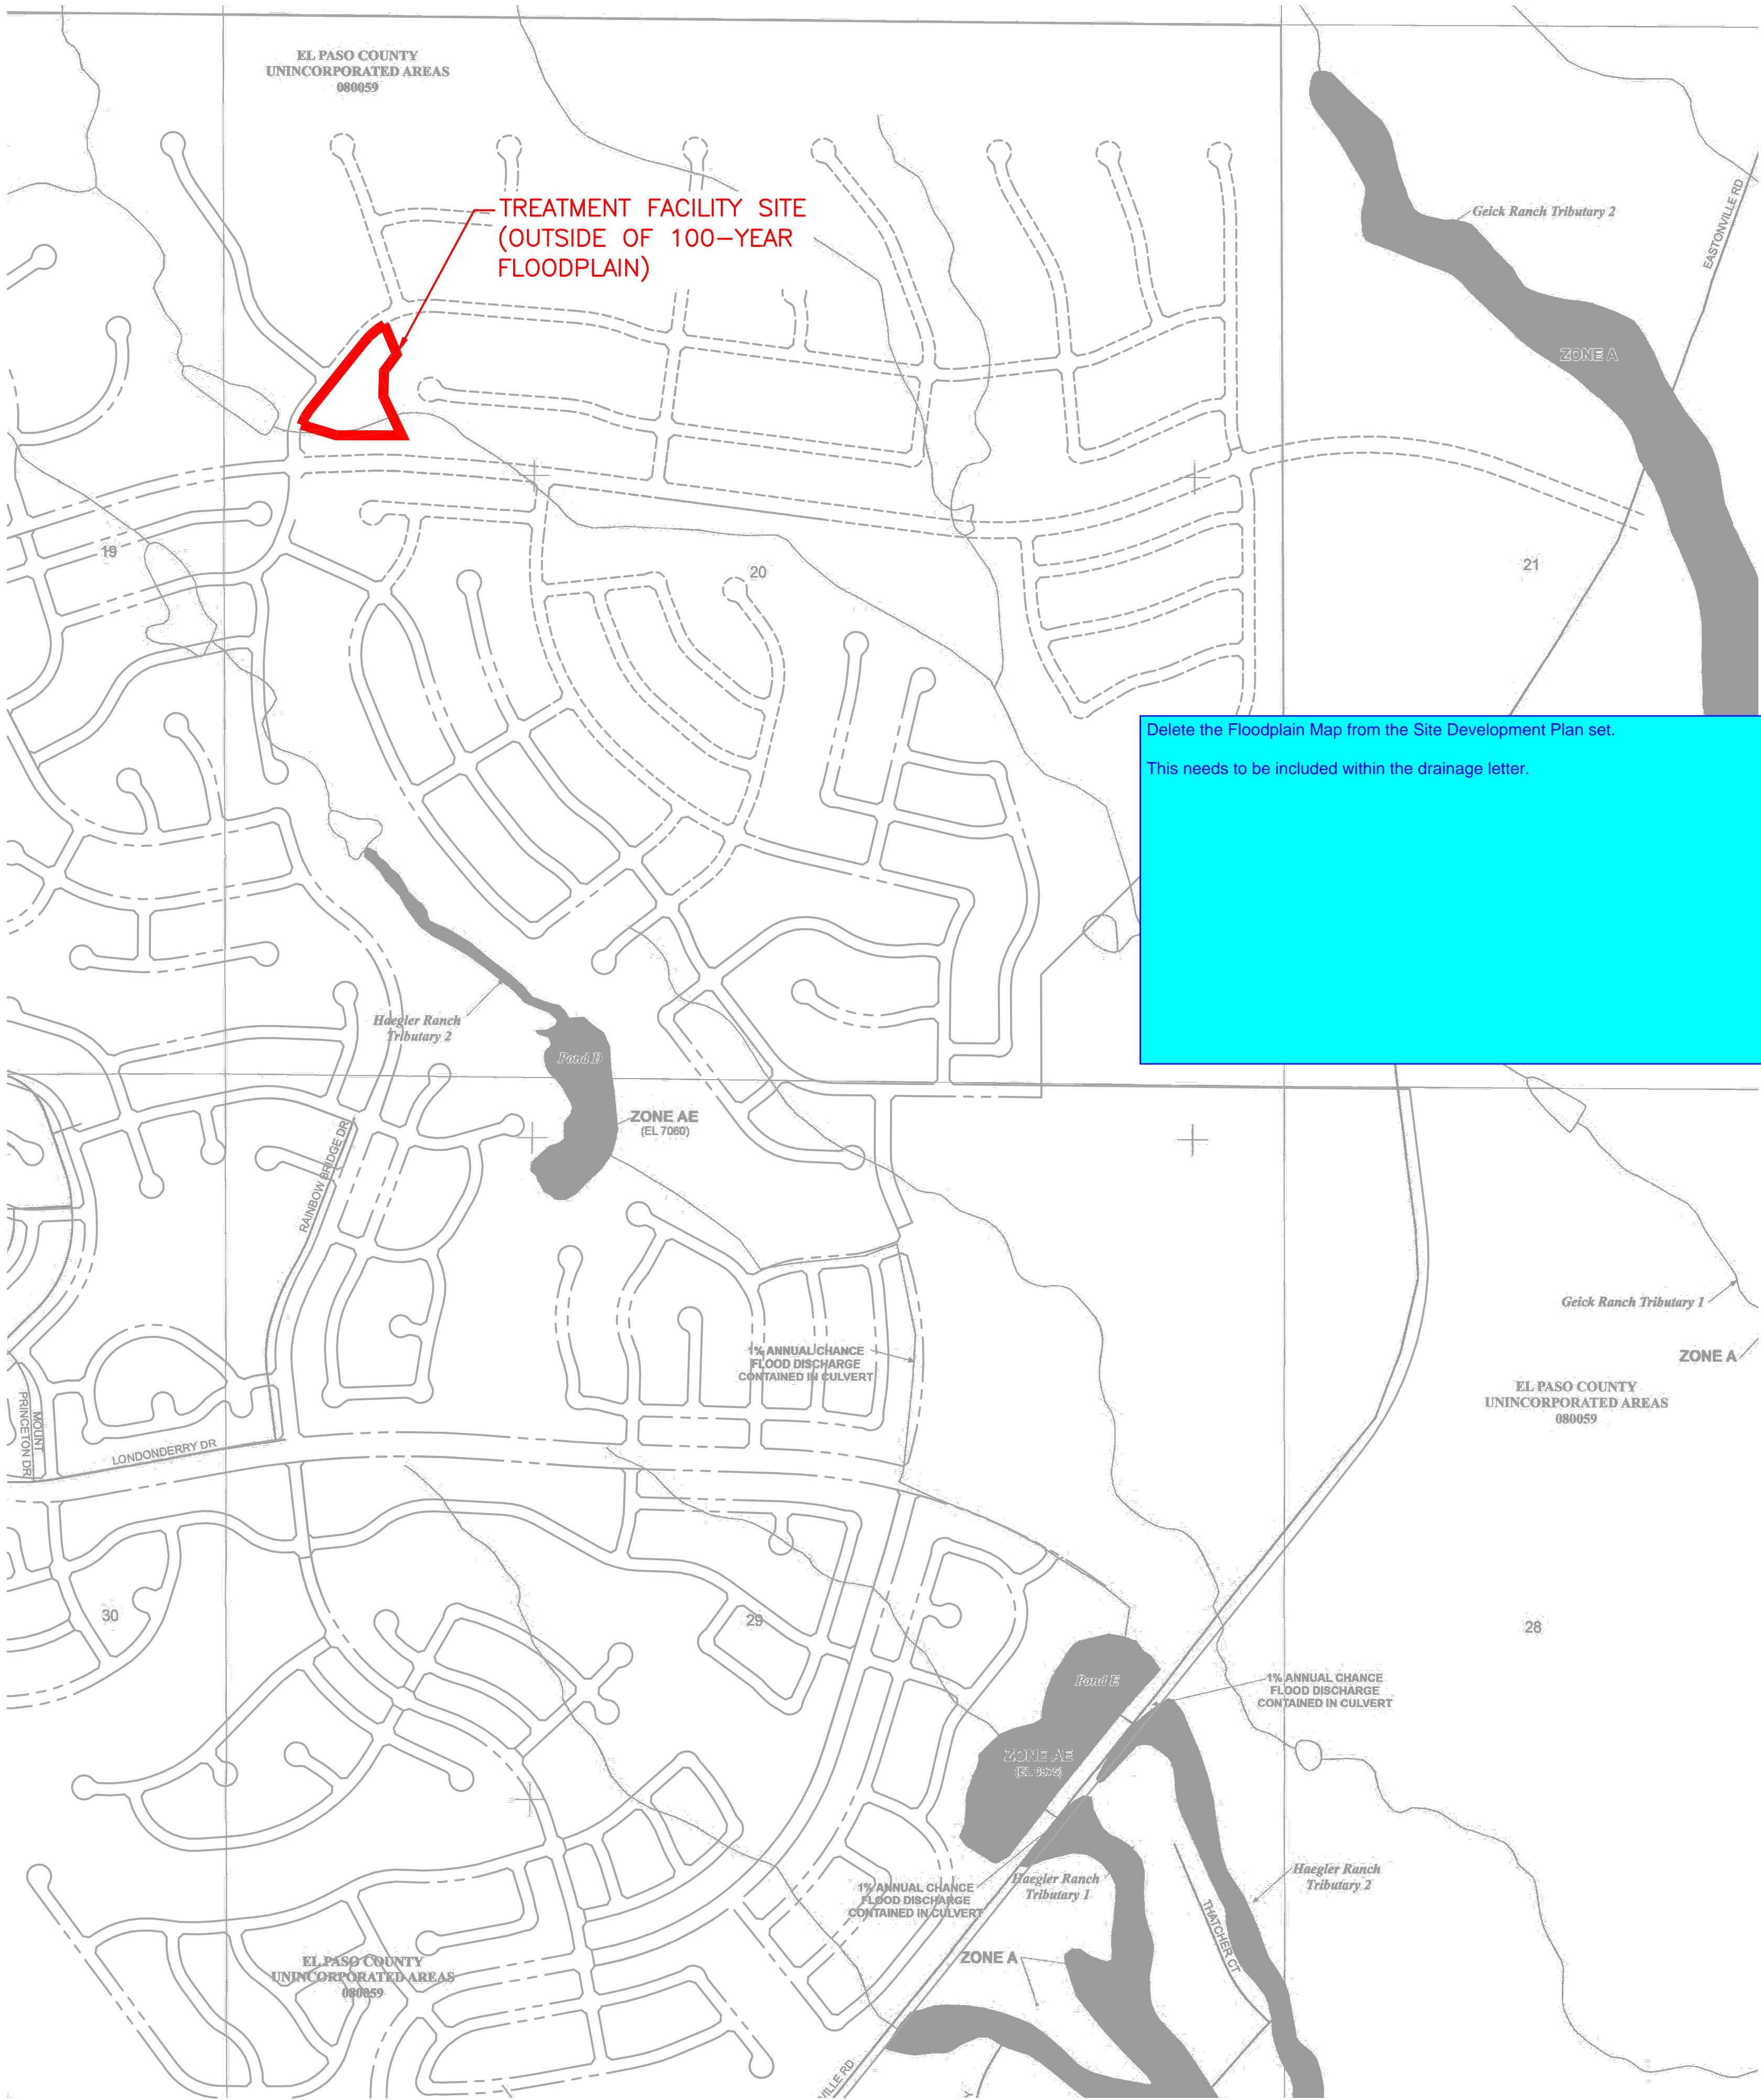 EL PASO COUNTY
UNINCORPORATED AREAS
080059
TREATMENT FACILITY SITE
(OUTSIDE OF 100-YEAR
FLOODPLAIN)
Geick Ranch Tributary 2
EASTONVILLE RD
ZONE A
19
20
21
Delete the Floodplain Map from the Site Development Plan set.
This needs to be included within the drainage letter.
Haegler Ranch
Tributary 2
Pond D
ZONE AE
(EL 7060)
RAINBOW BRIDGE DR
Geick Ranch Tributary 1
ZONE A
1% ANNUAL CHANCE
FLOOD DISCHARGE
CONTAINED IN CULVERT
EL PASO COUNTY
UNINCORPORATED AREAS
080059
MOUNT
PRINCETON DR
LONDONDERRY DR
30
29
28
Pond E
1% ANNUAL CHANCE
FLOOD DISCHARGE
CONTAINED IN CULVERT
ZONE AE
1% ANNUAL CHANCE
FLOOD DISCHARGE
CONTAINED IN CULVERT
Haegler Ranch
Tributary 1
Haegler Ranch
Tributary 2
THATCHER CT
ZONE A
EL PASO COUNTY
UNINCORPORATED AREAS
080059
VILLE RD